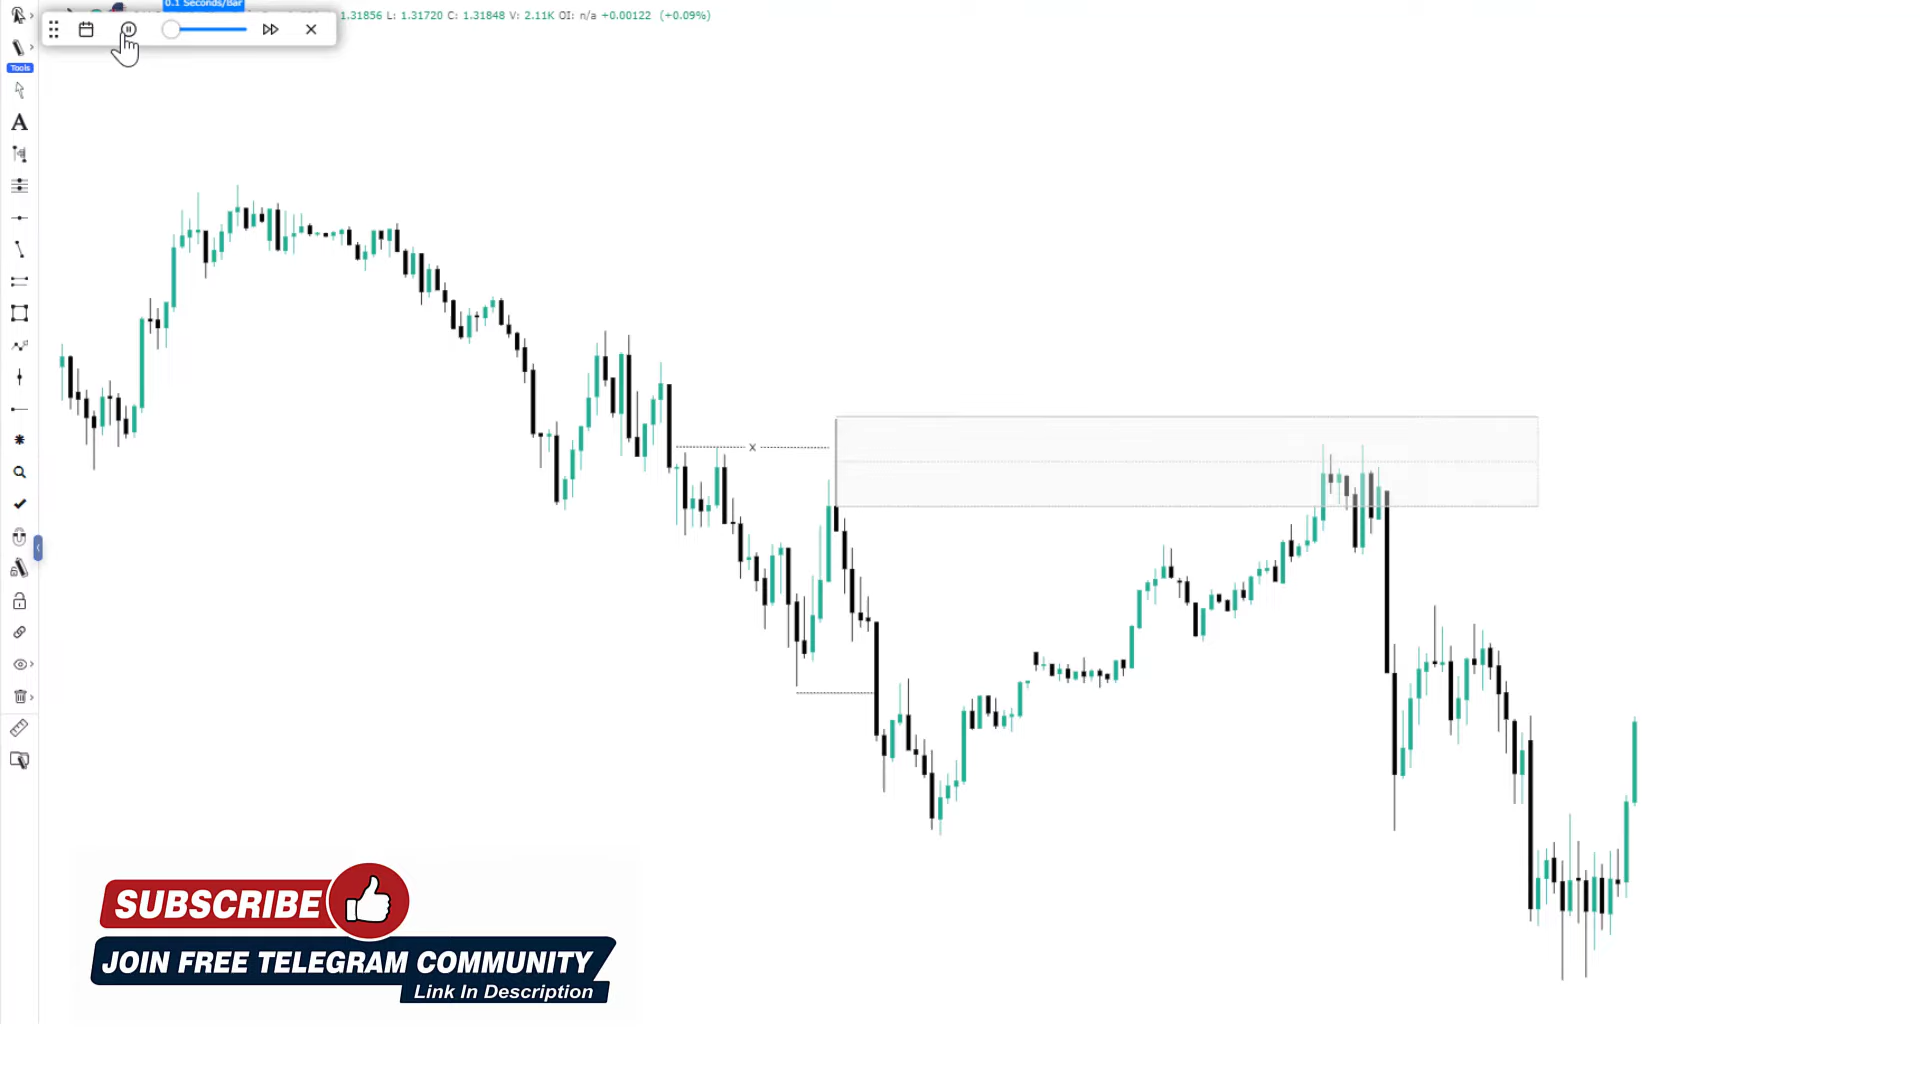 0.1 Seconds/Bar
1.31856 L: 1.31720 C: 1.31848 V: 2.11K OI: n/a +0.00122 (+0.09%)
Tools
A
x
SUBSCRIBE
JOIN FREE TELEGRAM COMMUNITY
Link In Description